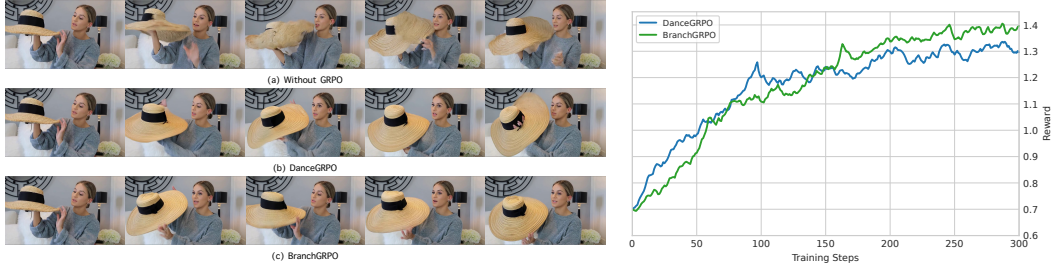 (a) Without GRPO
(b) DanceGRPO
(c) BranchGRPO
DanceGRPO
BranchGRPO
1.4
1.3
1.2
1.1
1.0
0.9
0.8
0.7
0.6
Reward
0
50
100
150
200
250
300
Training Steps